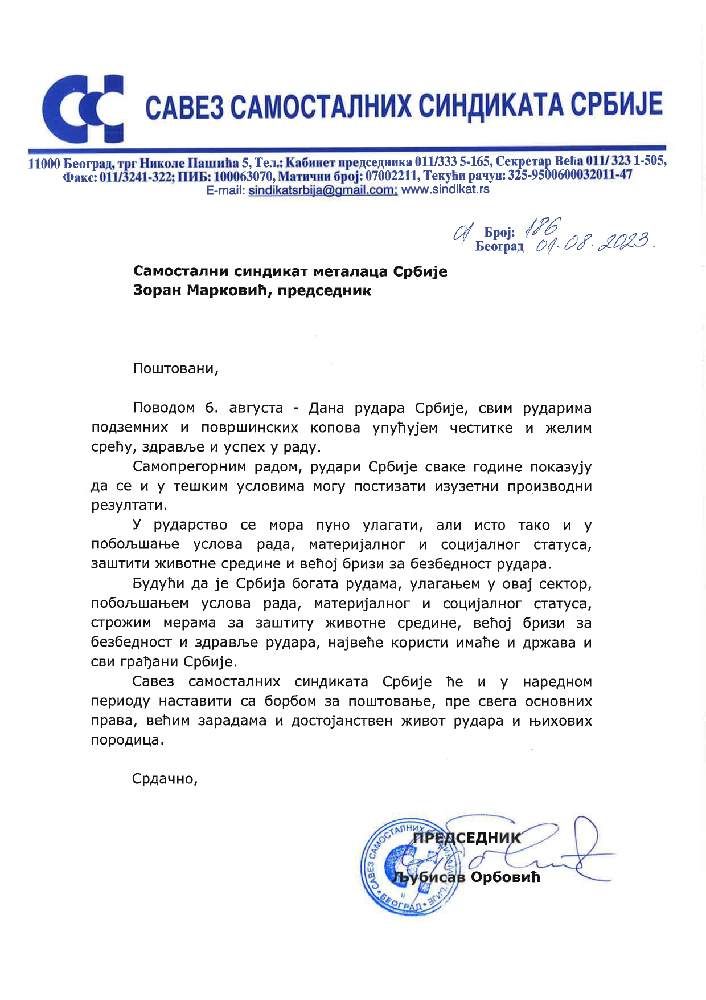 САВЕЗ САМОСТАЛНИХ СИНДИКАТА СРБИЈЕ
11000 Београд, трг Николе Пашића 5, Тел.: Кабинет председника 011/333 5-165, Секретар Већа 011/ 323 1-505,
Факс: 011/3241-322; ПИБ: 100063070, Матични број: 07002211, Текући рачун: 325-9500600032011-47
E-mail: sindikatsrbija@gmail.com; www.sindikat.rs
01 Број: 186
Београд 01.08.2023.
Самостални синдикат металаца Србије
Зоран Марковић, председник
Поштовани,
Поводом 6. августа - Дана рудара Србије, свим рударима
подземних и површинских копова упућујем честитке и желим
срећу, здравље и успех у раду.
Самопрегорним радом, рудари Србије сваке године показују
да се и у тешким условима могу постизати изузетни производни
резултати.
У рударство се мора пуно улагати, али исто тако и у
побољшање услова рада, материјалног и социјалног статуса,
заштити животне средине и већој бризи за безбедност рудара.
Будући да је Србија богата рудама, улагањем у овај сектор,
побољшањем услова рада, материјалног и социјалног статуса,
строжим мерама за заштиту животне средине, већој бризи за
безбедност и здравље рудара, највеће користи имаће и држава и
сви грађани Србије.
Савез самосталних синдиката Србије ће и у наредном
периоду наставити са борбом за поштовање, пре свега основних
права, већим зарадама и достојанствен живот рудара и њихових
породица.
Срдачно,
ПРЕДСЕДНИК
Љубисав Орбовић
САВЕЗ САМОСТАЛНИХ
БЕОГРАД